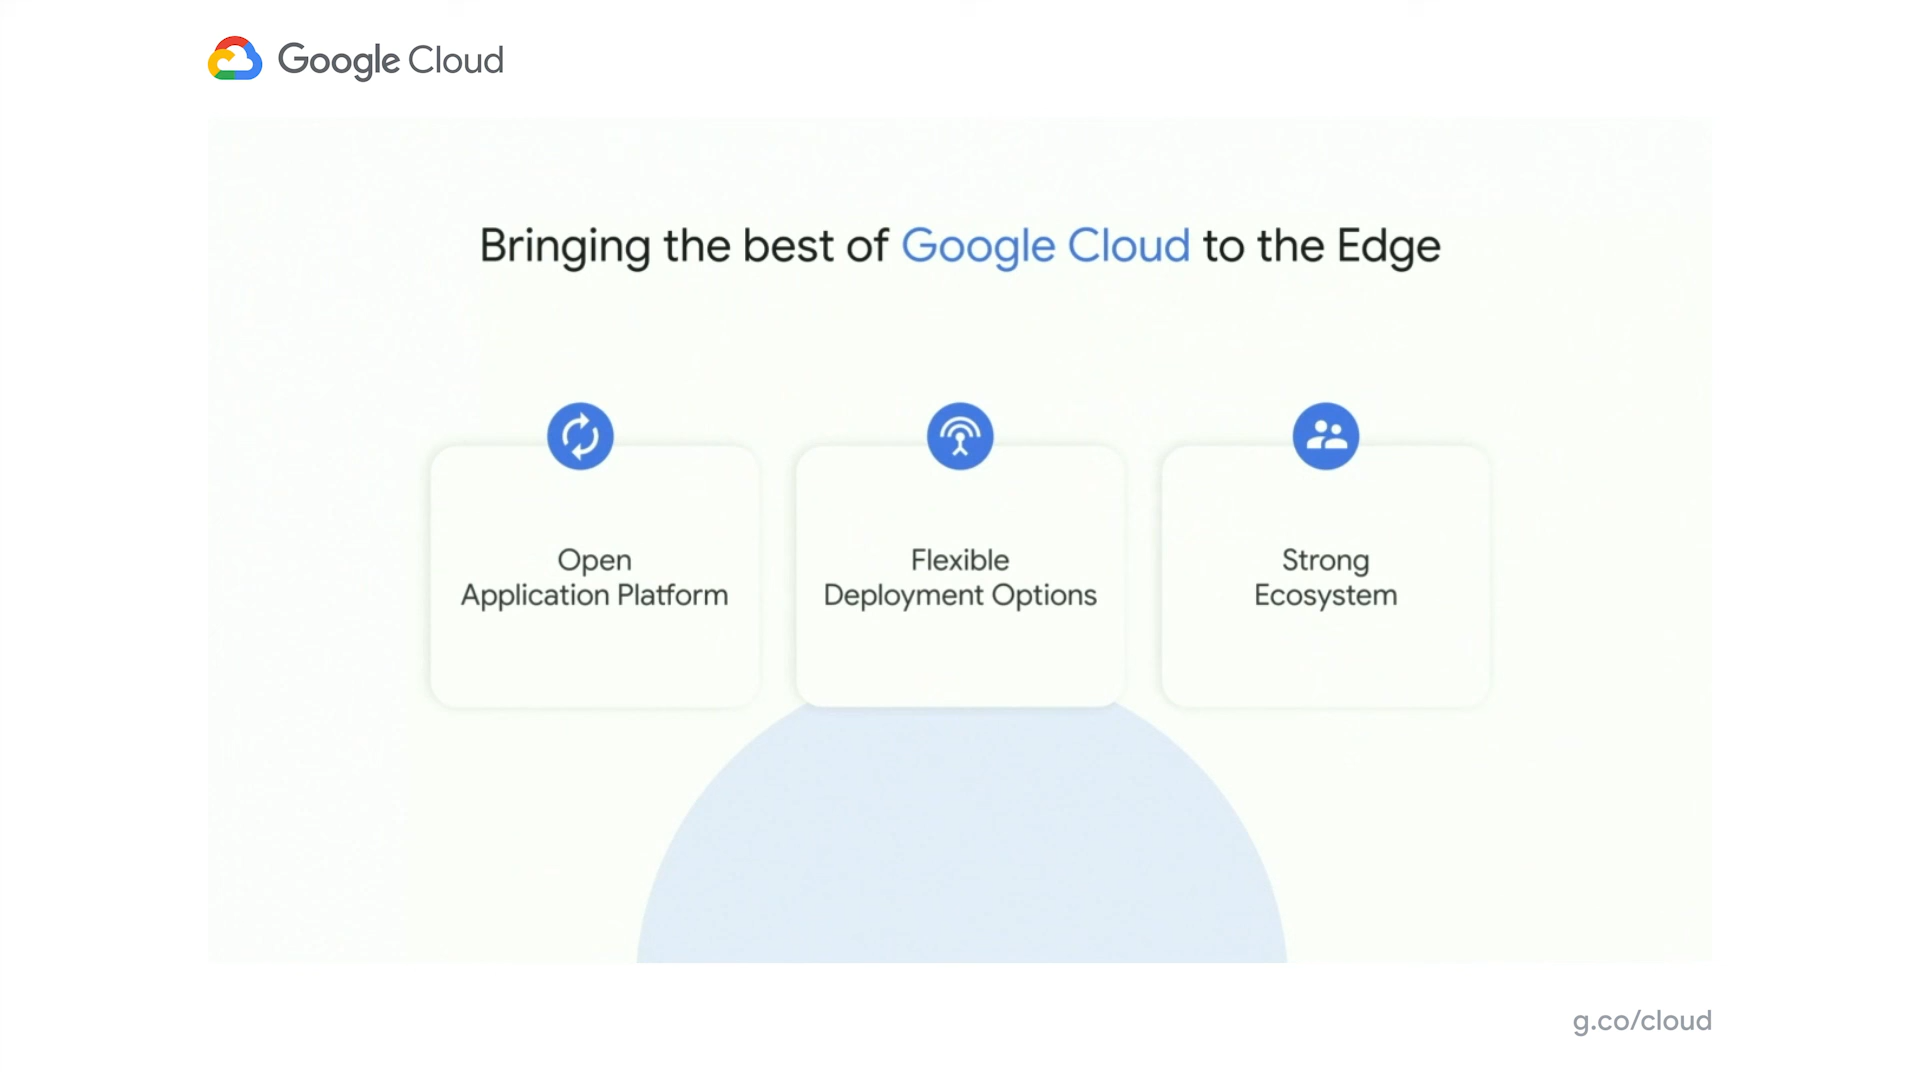 Google Cloud
Bringing the best of Google Cloud to the Edge
Open
Application Platform
Flexible
Deployment Options
Strong
Ecosystem
g.co/cloud